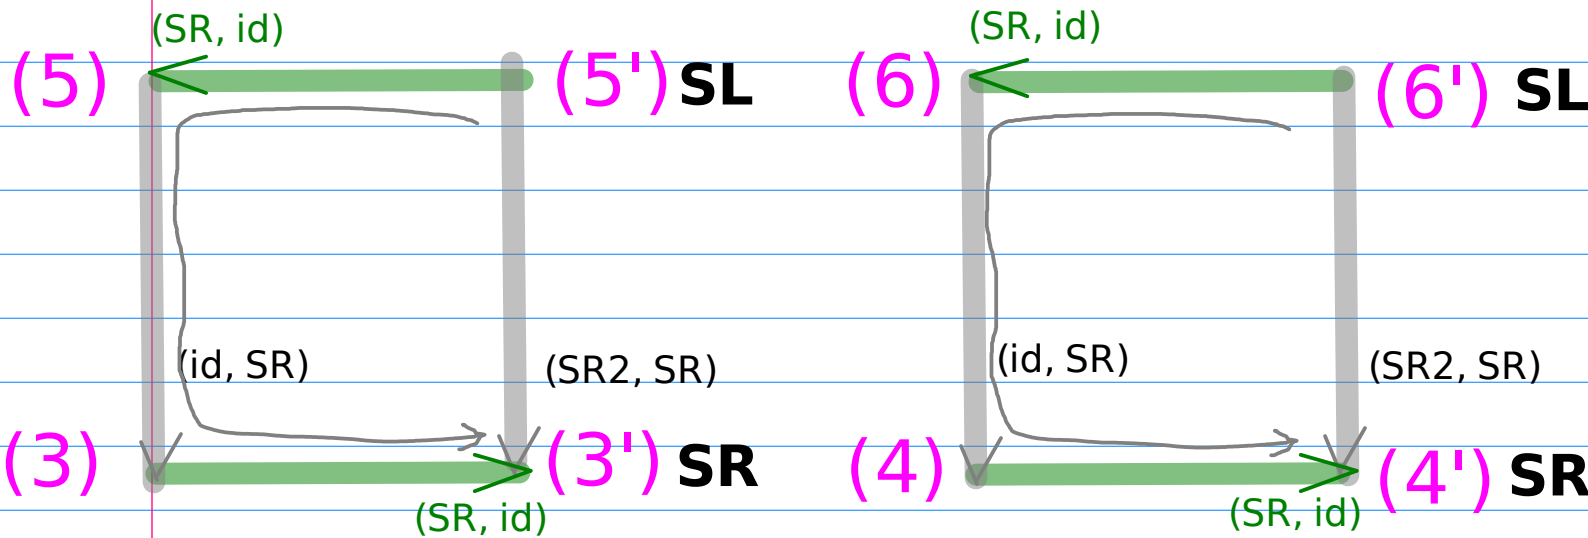 (SR, id)
(5)
(5') SL
(id, SR)
(SR2, SR)
(3)
(3') SR
(SR, id)
(SR, id)
(6)
(6') SL
(id, SR)
(SR2, SR)
(4)
(4') SR
(SR, id)